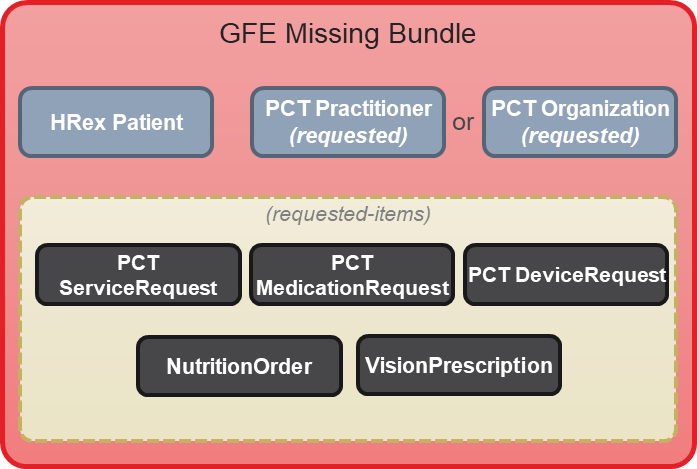 GFE Missing Bundle
HRex Patient
PCT Practitioner
(requested)
or
PCT Organization
(requested)
(requested-items)
PCT
ServiceRequest
PCT
MedicationRequest
PCT DeviceRequest
NutritionOrder
VisionPrescription